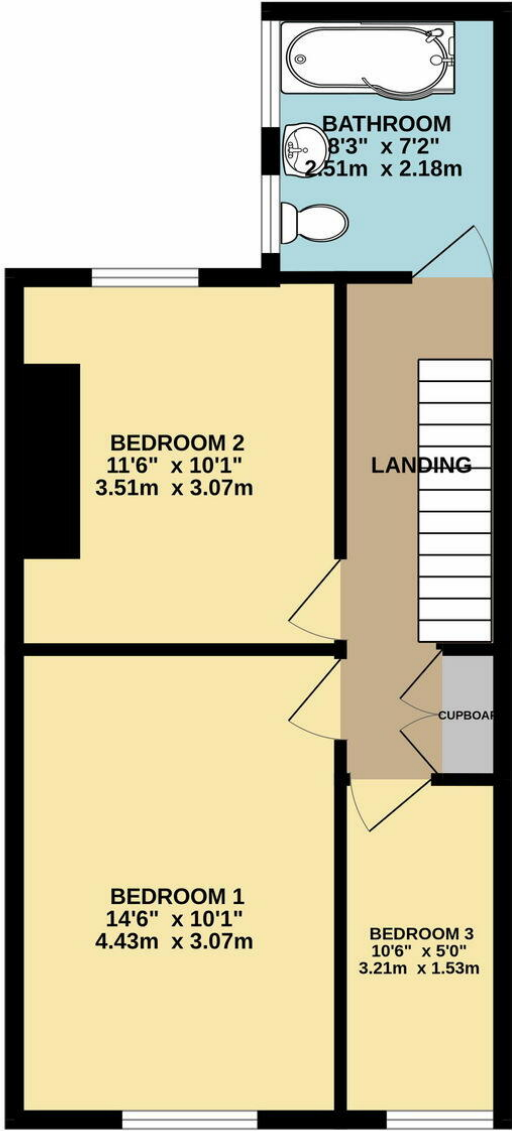 BATHROOM
8'3" x 7'2"
2.51m x 2.18m
BEDROOM 2
11'6" x 10'1"
3.51m x 3.07m
LANDING
CUPBOAR
BEDROOM 1
14'6" x 10'1"
4.43m x 3.07m
BEDROOM 3
10'6" x 5'0"
3.21m x 1.53m